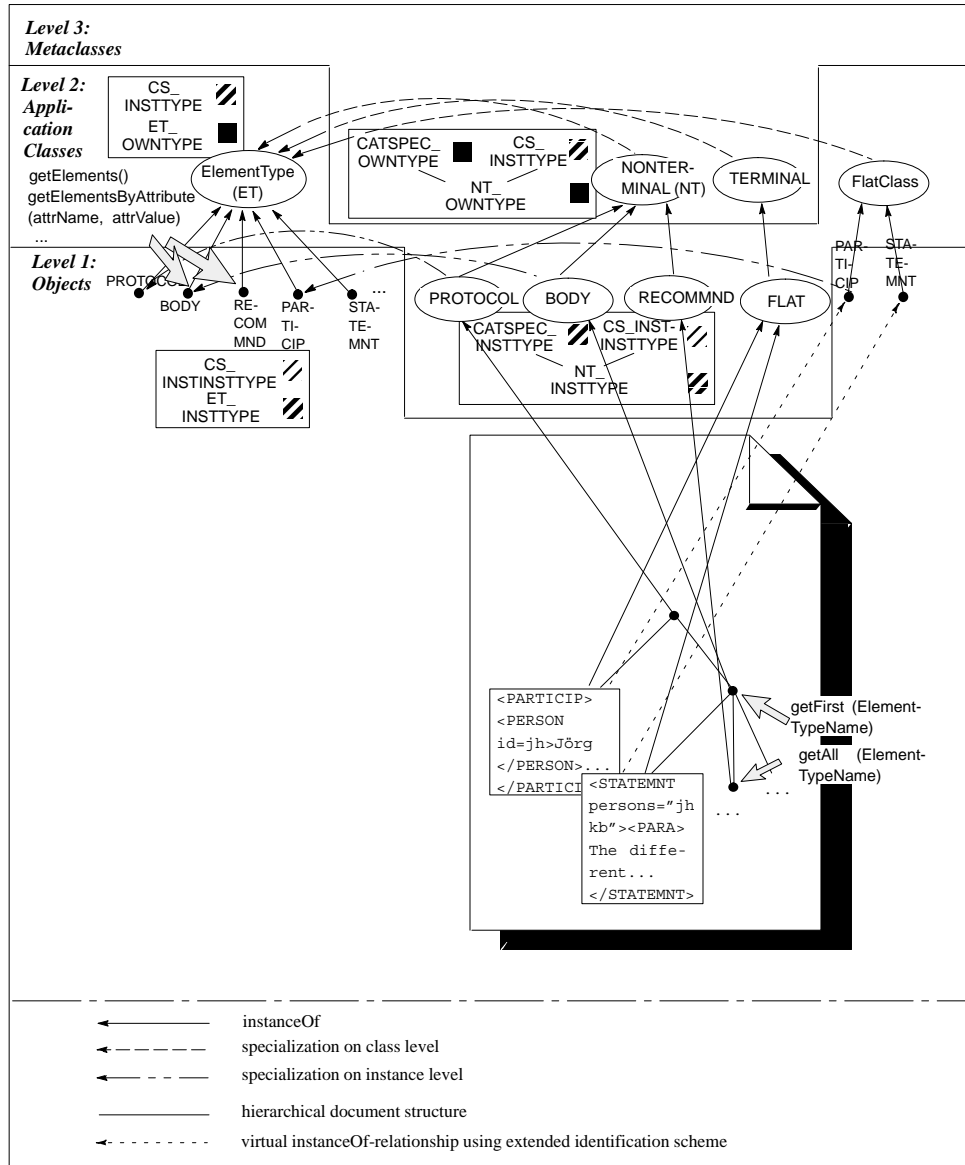 Level 3:
Metaclasses
Level 2:
Appli-
cation
Classes
CS_
INSTTYPE
ET_
OWNTYPE
ElementType
(ET)
getElements()
getElementsByAttribute
(attrName, attrValue)
...
CATSPEC_
OWNTYPE
CS_
INSTTYPE
NT_
OWNTYPE
NONTER-
MINAL (NT)
TERMINAL
FlatClass
Level 1:
Objects
PROTOCOL
BODY
RE-
COM
MND
PAR-
TI-
CIP
STA-
TE-
MNT
...
CS_
INSTINSTTYPE
ET_
INSTTYPE
PROTOCOL
BODY
RECOMMND
FLAT
CATSPEC_
INSTTYPE
CS_INST-
INSTTYPE
NT_
INSTTYPE
PAR-
TI-
CIP
STA-
TE-
MNT
<PARTICIP>
<PERSON
id=jh>Jörg
</PERSON>...
</PARTICI
<STATEMNT
persons=”jh
kb”><PARA>
The diffe-
rent...
</STATEMNT>
...
...
getFirst (Element-
TypeName)
getAll (Element-
TypeName)
instanceOf
specialization on class level
specialization on instance level
hierarchical document structure
virtual instanceOf-relationship using extended identification scheme